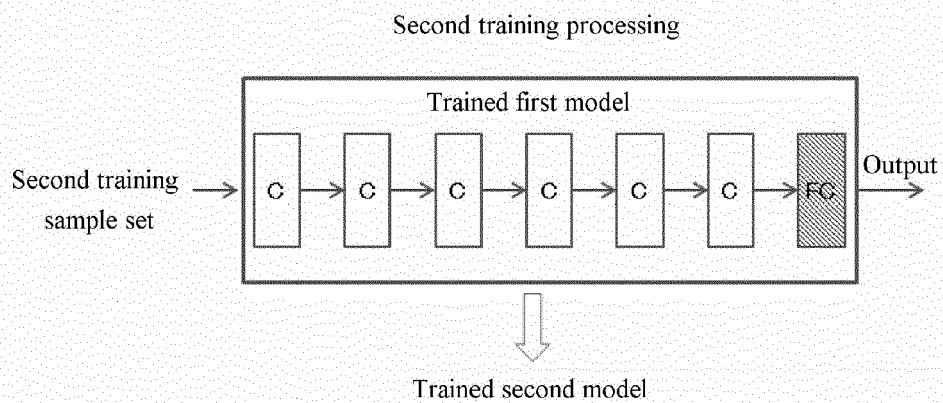 Second training processing
Trained first model
Second training
sample set
C
C
C
C
C
C
FC
Output
Trained second model